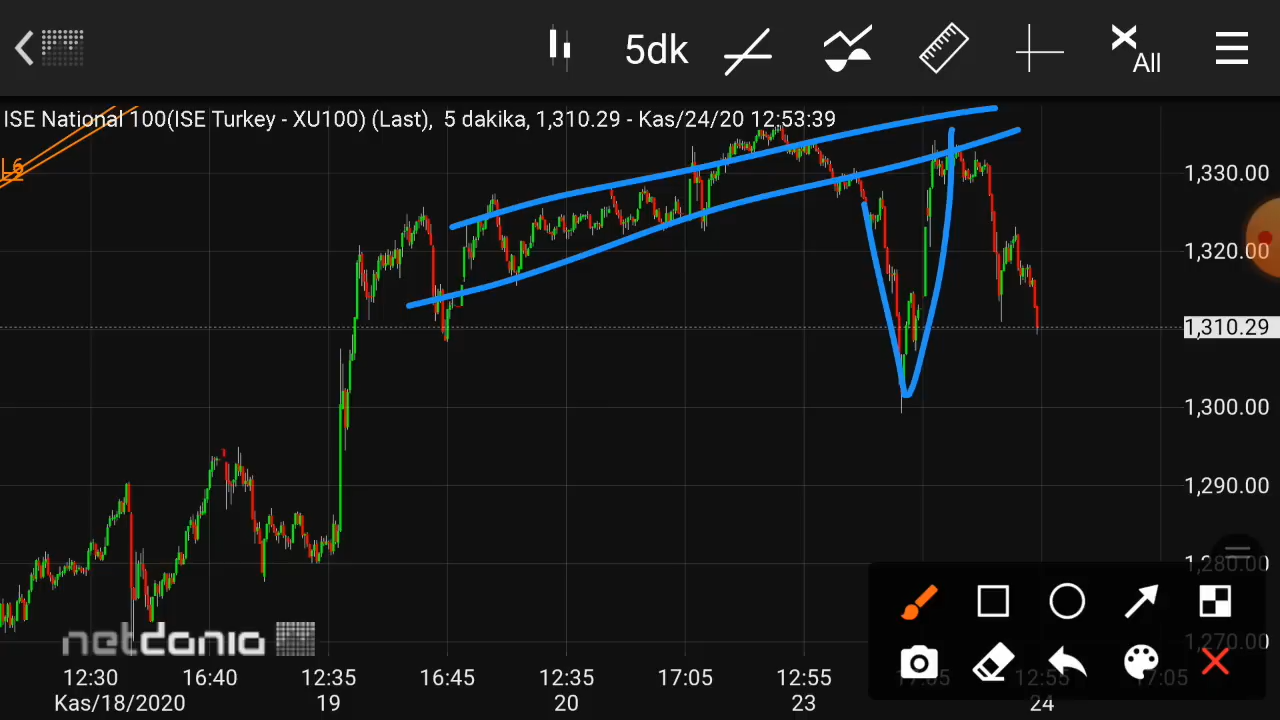 5dk
All
ISE National 100(ISE Turkey - XU100) (Last), 5 dakika, 1,310.29 - Kas/24/20 12:53:39
L6
1,330.00
1,320.00
1,310.29
1,300.00
1,290.00
1,280.00
1,270.00
netdania
12:30 16:40 12:35 16:45 12:35 17:05 12:55 17:05 12:55 17:05
Kas/18/2020 19 20 23 24